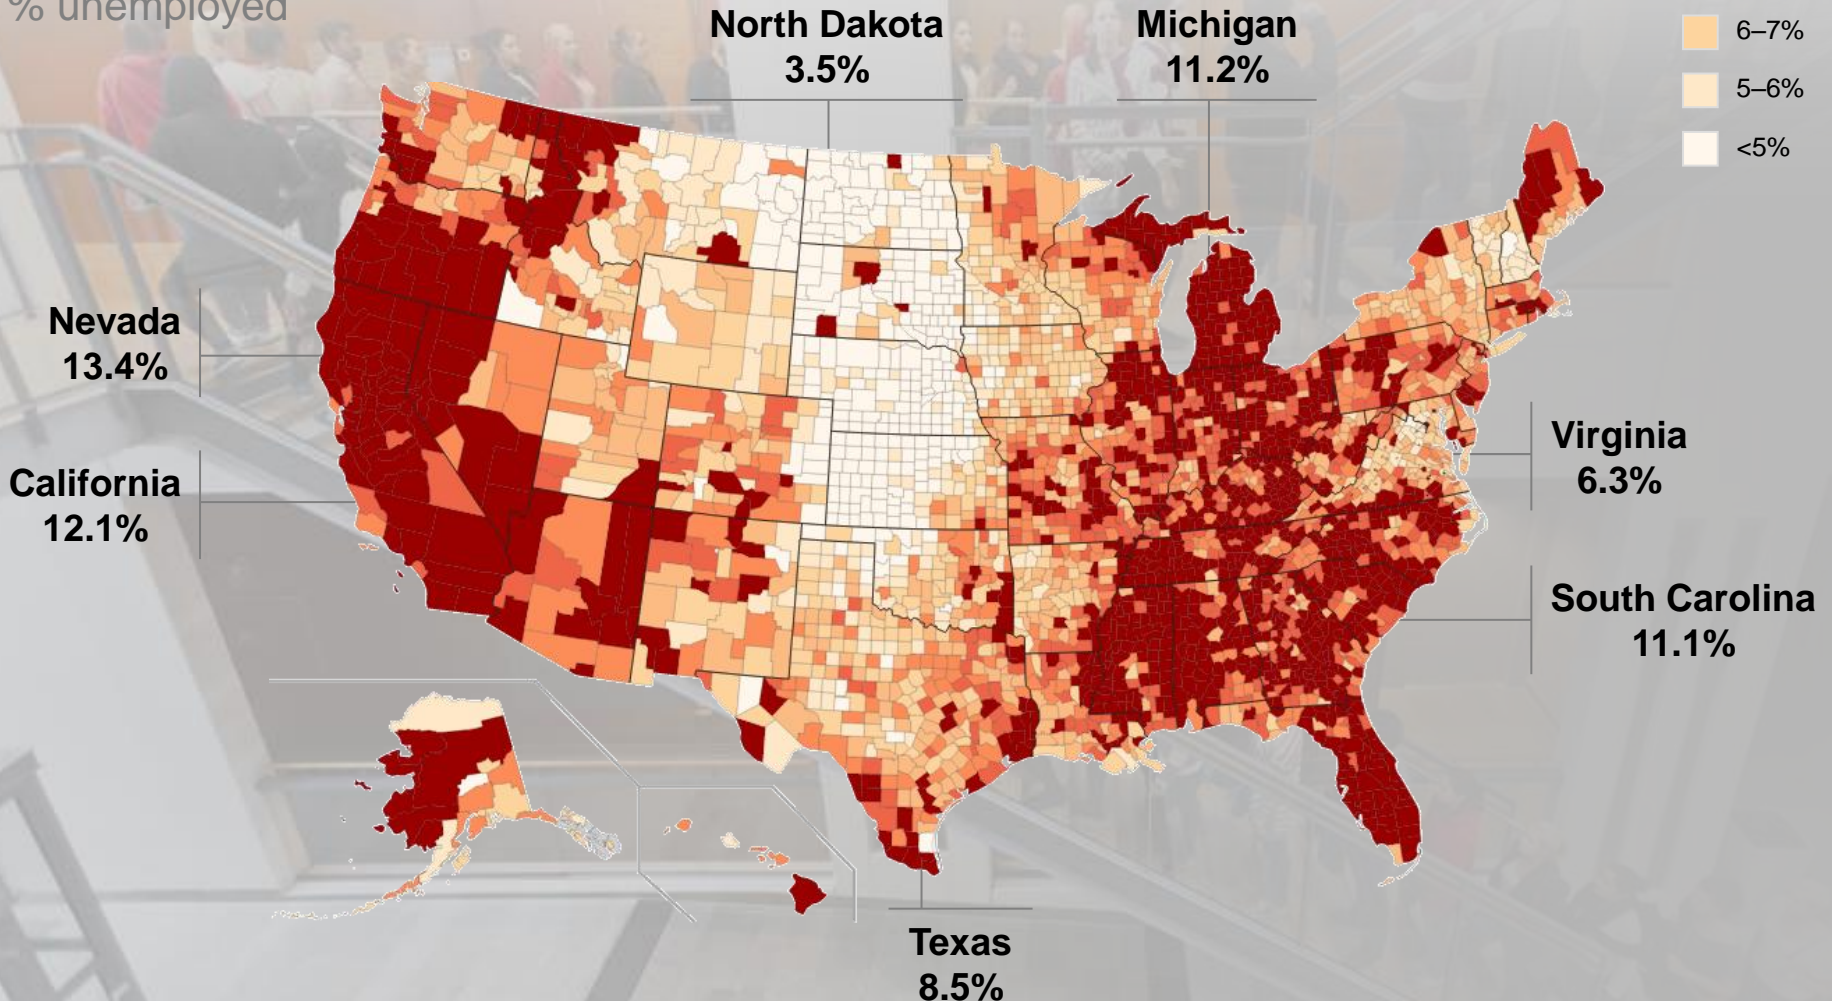 % unemployed
North Dakota
3.5%
Michigan
11.2%
6–7%
5–6%
<5%
Nevada
13.4%
California
12.1%
Virginia
6.3%
South Carolina
11.1%
Texas
8.5%